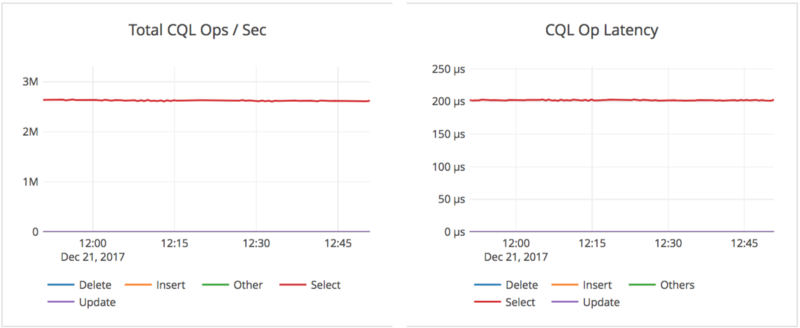 Total CQL Ops / Sec
3M
2M
1M
0
12:00 12:15 12:30 12:45
Dec 21, 2017
Delete Insert Other Select
Update
CQL Op Latency
250 µs
200 µs
150 µs
100 µs
50 µs
0 µs
12:00 12:15 12:30 12:45
Dec 21, 2017
Delete Insert Others
Select Update